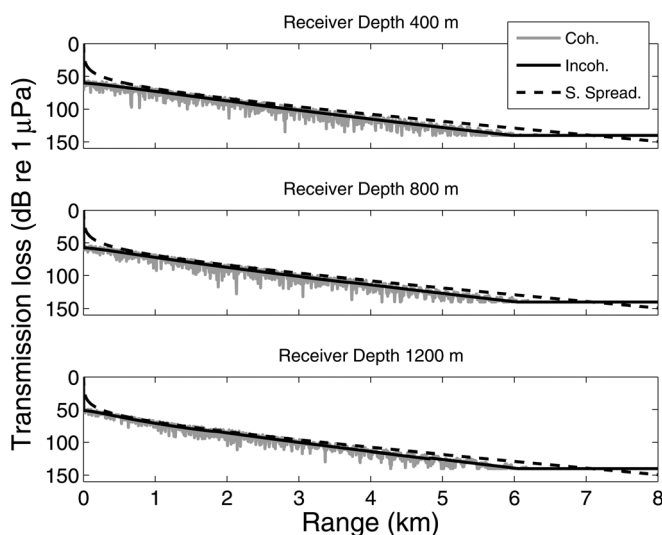 Receiver Depth 400 m
Coh.
Incoh.
S. Spread.
0
50
100
150
Receiver Depth 800 m
0
50
100
150
Receiver Depth 1200 m
0
50
100
150
0 1 2 3 4 5 6 7 8
Range (km)
Transmission loss (dB re 1 μPa)